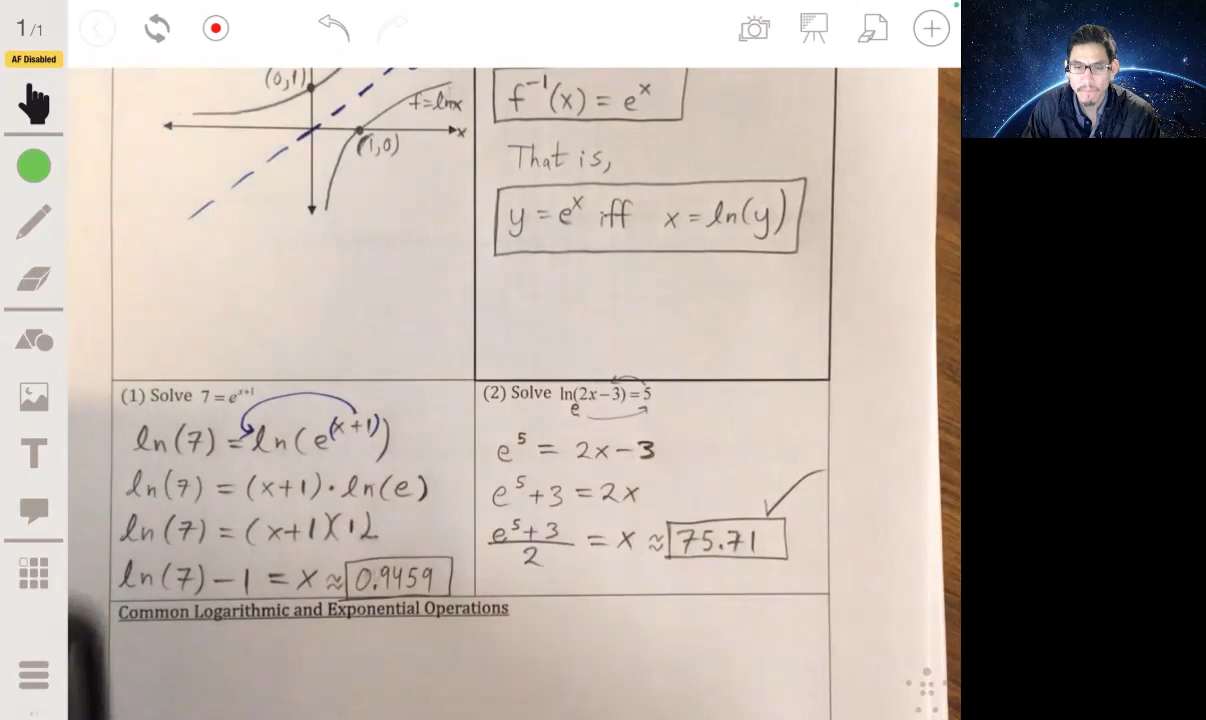 1/1
AF Disabled
T
(0,1)
f=lnx
x
(1,0)
f⁻¹(x) = eˣ
That is,
y = eˣ iff x = ln(y)
(1) Solve 7 = eˣ⁺¹
ln(7) = ln(e^(x+1))
ln(7) = (x+1)·ln(e)
ln(7) = (x+1)(1)
ln(7) - 1 = x ≈ 0.9459
(2) Solve ln(2x−3) = 5
e
e⁵ = 2x-3
e⁵+3 = 2x
e⁵+3
2
= x ≈ 75.71
Common Logarithmic and Exponential Operations